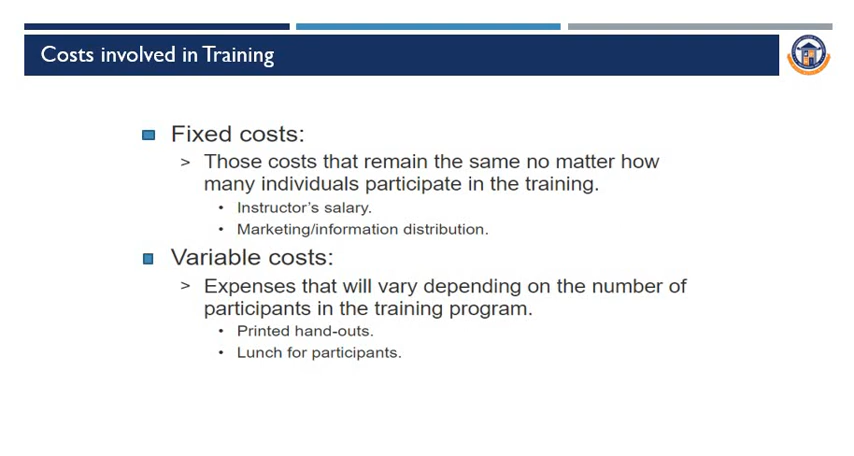 Costs involved in Training
Fixed costs:
> Those costs that remain the same no matter how
many individuals participate in the training.
• Instructor's salary.
• Marketing/information distribution.
Variable costs:
> Expenses that will vary depending on the number of
participants in the training program.
• Printed hand-outs.
• Lunch for participants.